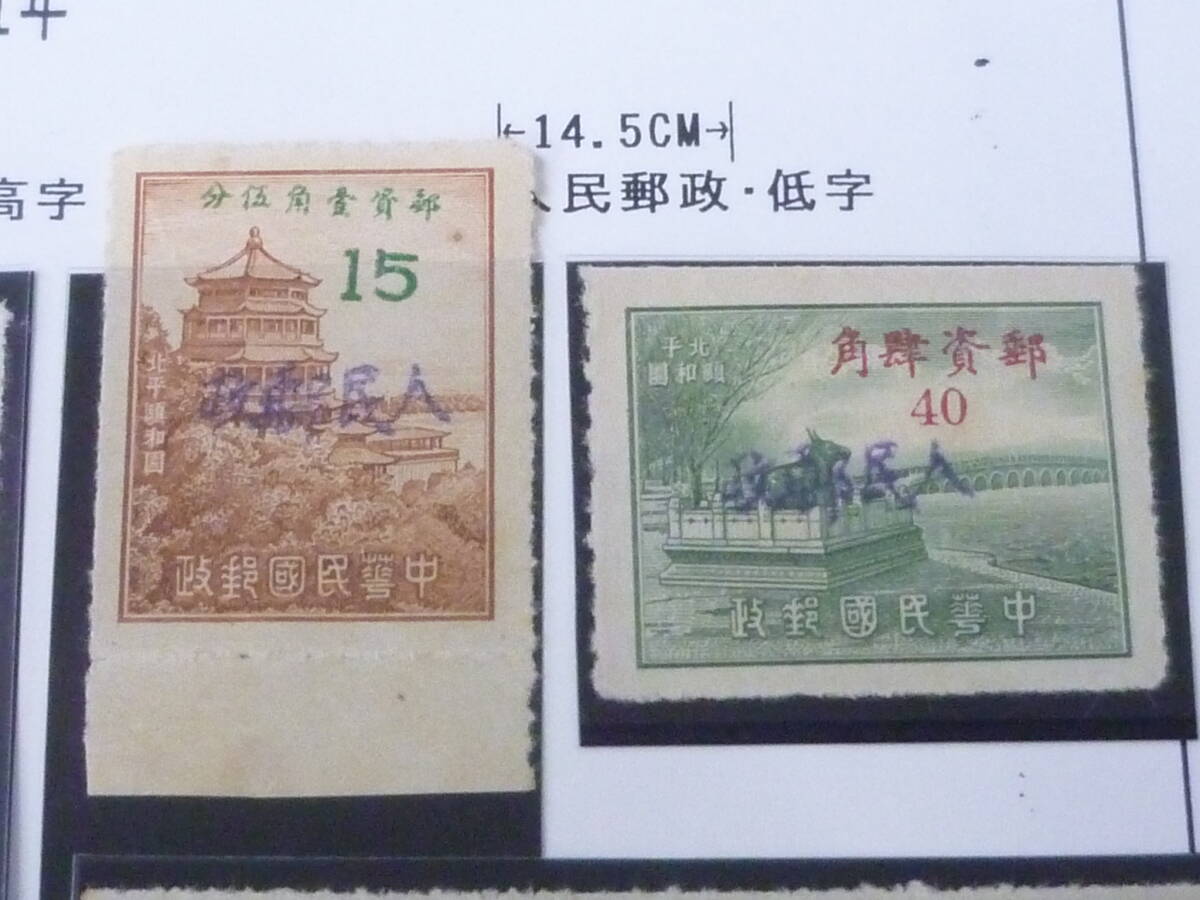 高字
←14.5CM→
民郵政・低字
郵資壹角伍分
15
北平頤和園
人民郵政
中華民國郵政
郵資肆角
40
北平
頤和園
人民郵政
中華民國郵政